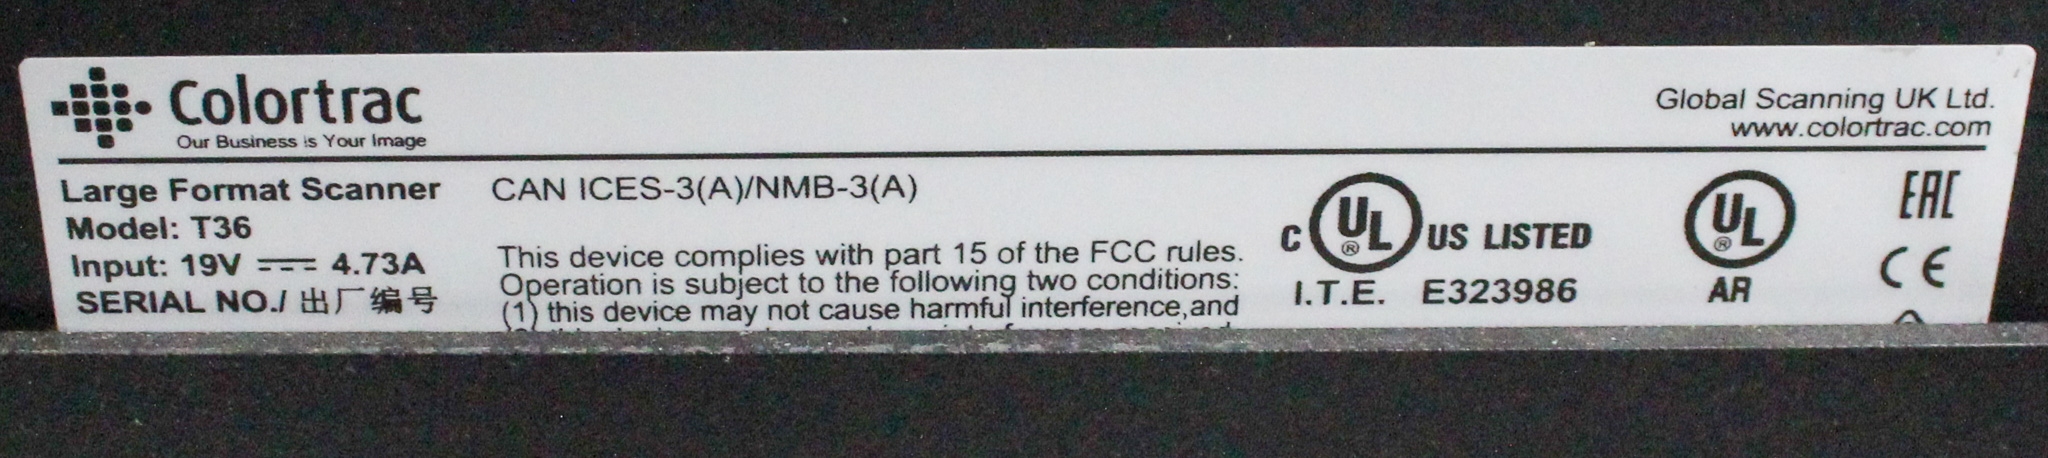 Colortrac
Our Business is Your Image
Global Scanning UK Ltd.
www.colortrac.com
Large Format Scanner
Model: T36
Input: 19V ⎓ 4.73A
SERIAL NO./ 出厂编号
CAN ICES-3(A)/NMB-3(A)
This device complies with part 15 of the FCC rules.
Operation is subject to the following two conditions:
(1) this device may not cause harmful interference,and
C UL ® US LISTED
I.T.E. E323986
UL ®
AR
EAC
CE